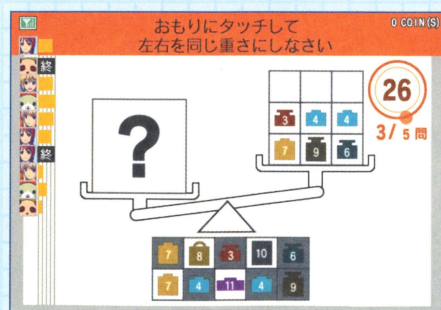 0 COIN(S)
おもりにタッチして
左右を同じ重さにしなさい
終
終
?
3 4 4
7 9 6
26
3/5問
7 8 3 10 6
7 4 11 4 9